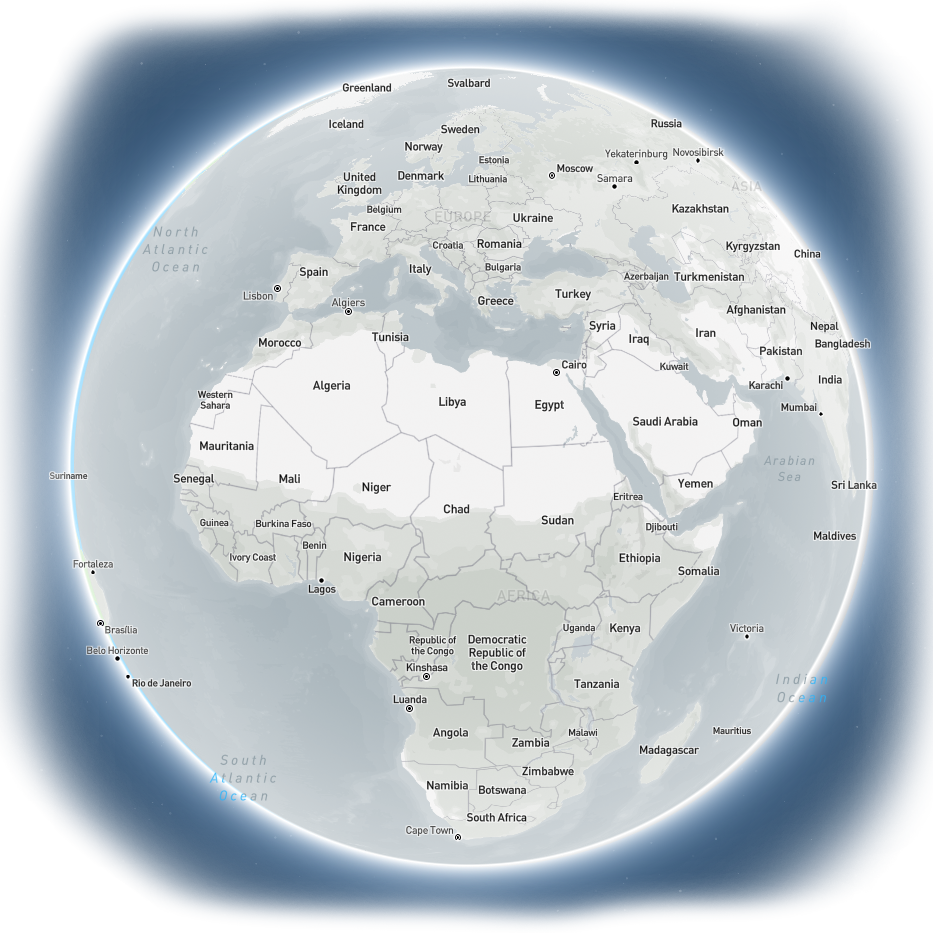 Svalbard
Greenland
Iceland
Russia
Sweden
Norway
Yekaterinburg
Novosibirsk
Estonia
Moscow
United
Kingdom
Denmark
Lithuania
Samara
ASIA
Belgium
EUROPE
Kazakhstan
France
Ukraine
North
Atlantic
Ocean
Croatia
Romania
Kyrgyzstan
China
Spain
Italy
Bulgaria
Azerbaijan
Turkmenistan
Lisbon
Algiers
Greece
Turkey
Afghanistan
Morocco
Tunisia
Syria
Iraq
Iran
Nepal
Bangladesh
Pakistan
Cairo
Kuwait
Karachi
India
Western
Sahara
Algeria
Libya
Egypt
Mumbai
Saudi Arabia
Oman
Mauritania
Arabian
Sea
Suriname
Senegal
Mali
Niger
Yemen
Sri Lanka
Eritrea
Chad
Sudan
Guinea
Burkina Faso
Djibouti
Maldives
Ivory Coast
Benin
Nigeria
Ethiopia
Somalia
Fortaleza
Lagos
Cameroon
AFRICA
Brasília
Uganda
Kenya
Victoria
Belo Horizonte
Republic of
the Congo
Democratic
Republic of
the Congo
Kinshasa
Rio de Janeiro
Tanzania
Indian
Ocean
Luanda
Angola
Zambia
Malawi
Madagascar
Mauritius
South
Atlantic
Ocean
Zimbabwe
Namibia
Botswana
South Africa
Cape Town